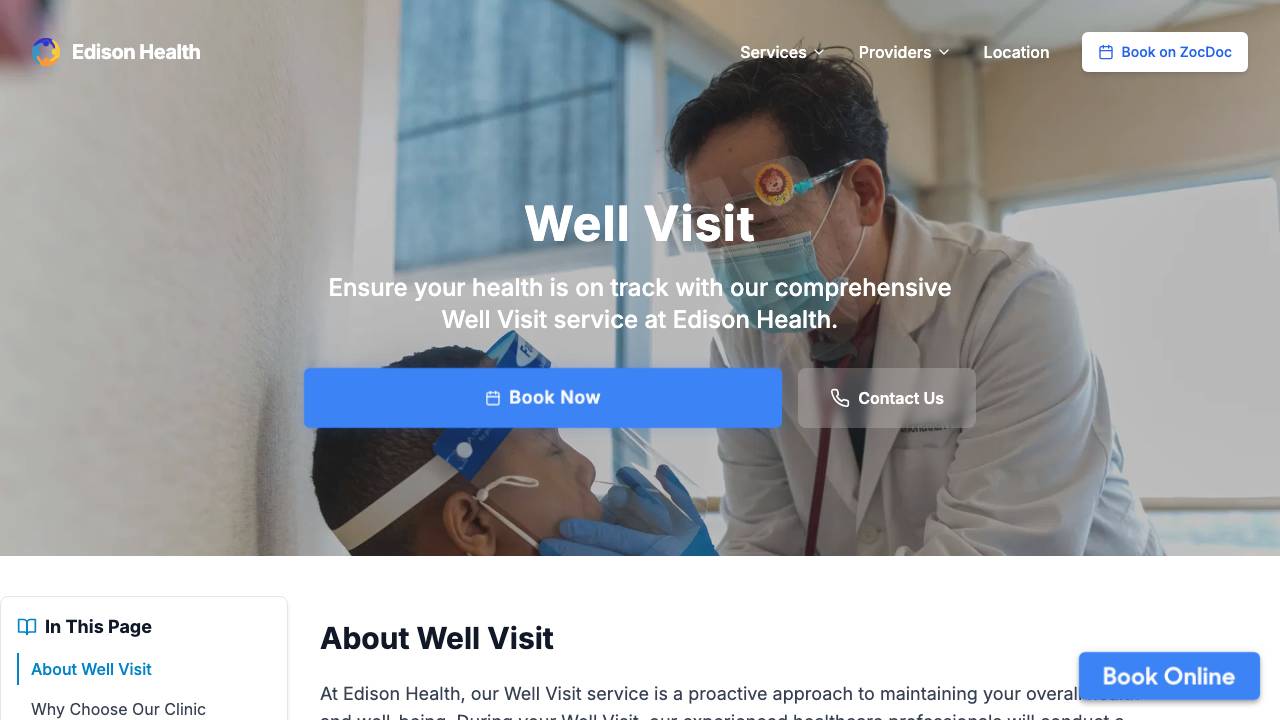 Edison Health
Services
Providers
Location
Book on ZocDoc
Well Visit
Ensure your health is on track with our comprehensive
Well Visit service at Edison Health.
Book Now
Contact Us
In This Page
About Well Visit
Why Choose Our Clinic
About Well Visit
At Edison Health, our Well Visit service is a proactive approach to maintaining your overall health
and well-being. During your Well Visit, our experienced healthcare professionals will conduct a
Book Online